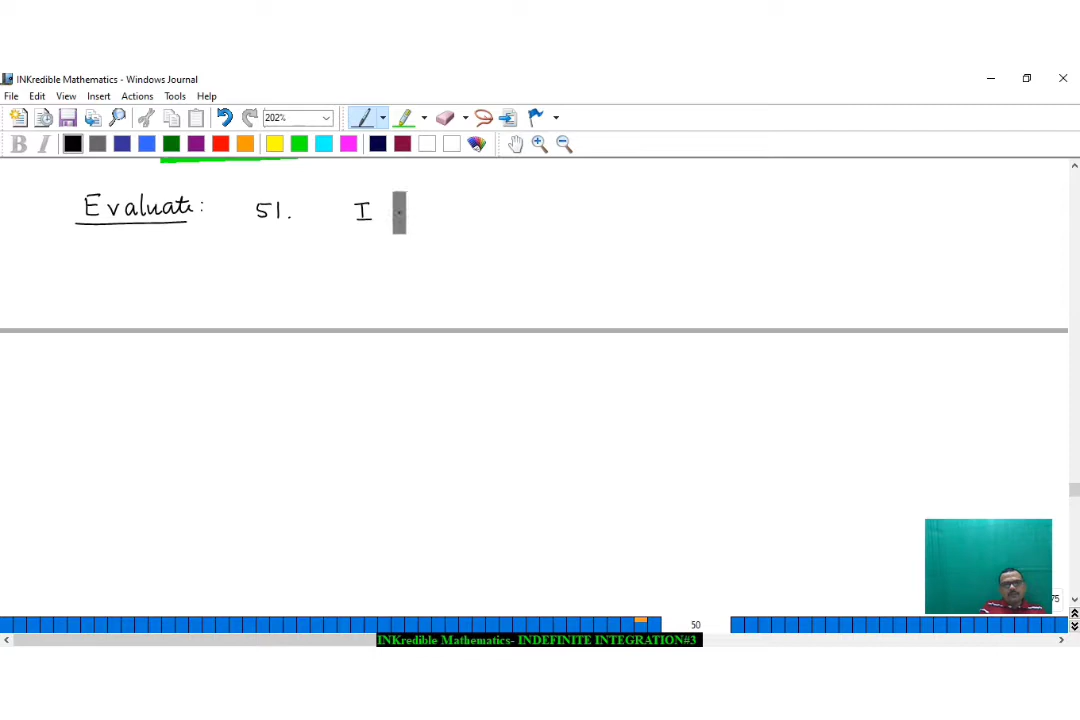 INKredible Mathematics - Windows Journal
File Edit View Insert Actions Tools Help
202%
B I
Evaluate: 51. I
75
50
INKredible Mathematics- INDEFINITE INTEGRATION#3